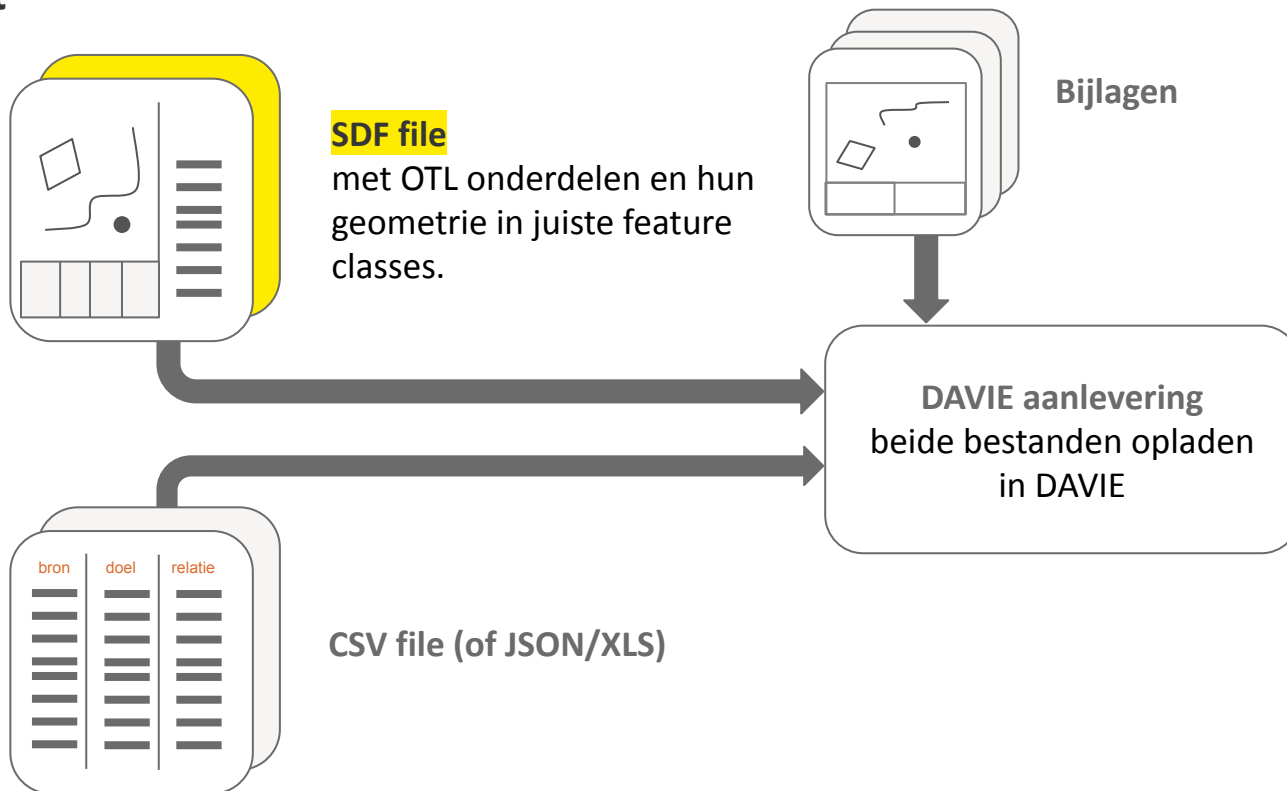 SDF file
met OTL onderdelen en hun
geometrie in juiste feature
classes.
Bijlagen
DAVIE aanlevering
beide bestanden opladen
in DAVIE
bron doel relatie
CSV file (of JSON/XLS)